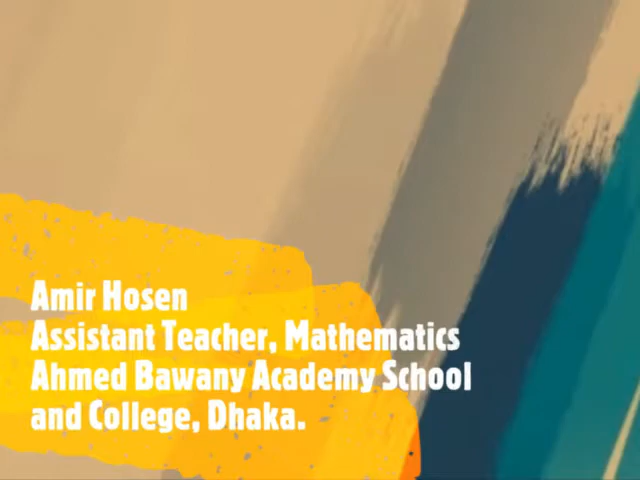 Amir Hosen
Assistant Teacher, Mathematics
Ahmed Bawany Academy School
and College, Dhaka.